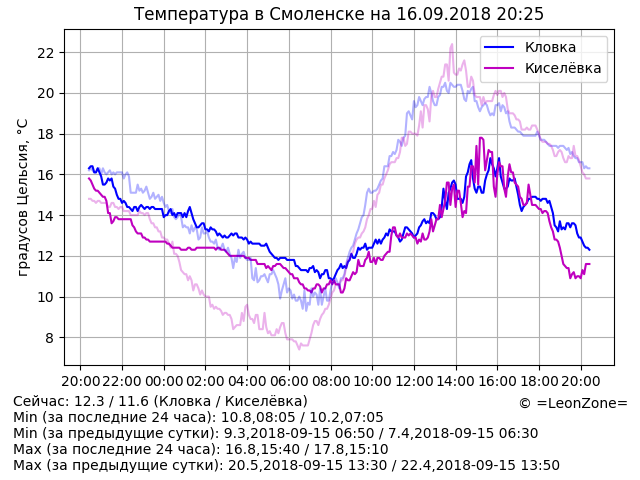 Температура в Смоленске на 16.09.2018 20:25
Кловка
Киселёвка
градусов Цельсия, °C
22
20
18
16
14
12
10
8
20:00 22:00 00:00 02:00 04:00 06:00 08:00 10:00 12:00 14:00 16:00 18:00 20:00
Сейчас: 12.3 / 11.6 (Кловка / Киселёвка)
© =LeonZone=
Min (за последние 24 часа): 10.8,08:05 / 10.2,07:05
Min (за предыдущие сутки): 9.3,2018-09-15 06:50 / 7.4,2018-09-15 06:30
Max (за последние 24 часа): 16.8,15:40 / 17.8,15:10
Max (за предыдущие сутки): 20.5,2018-09-15 13:30 / 22.4,2018-09-15 13:50